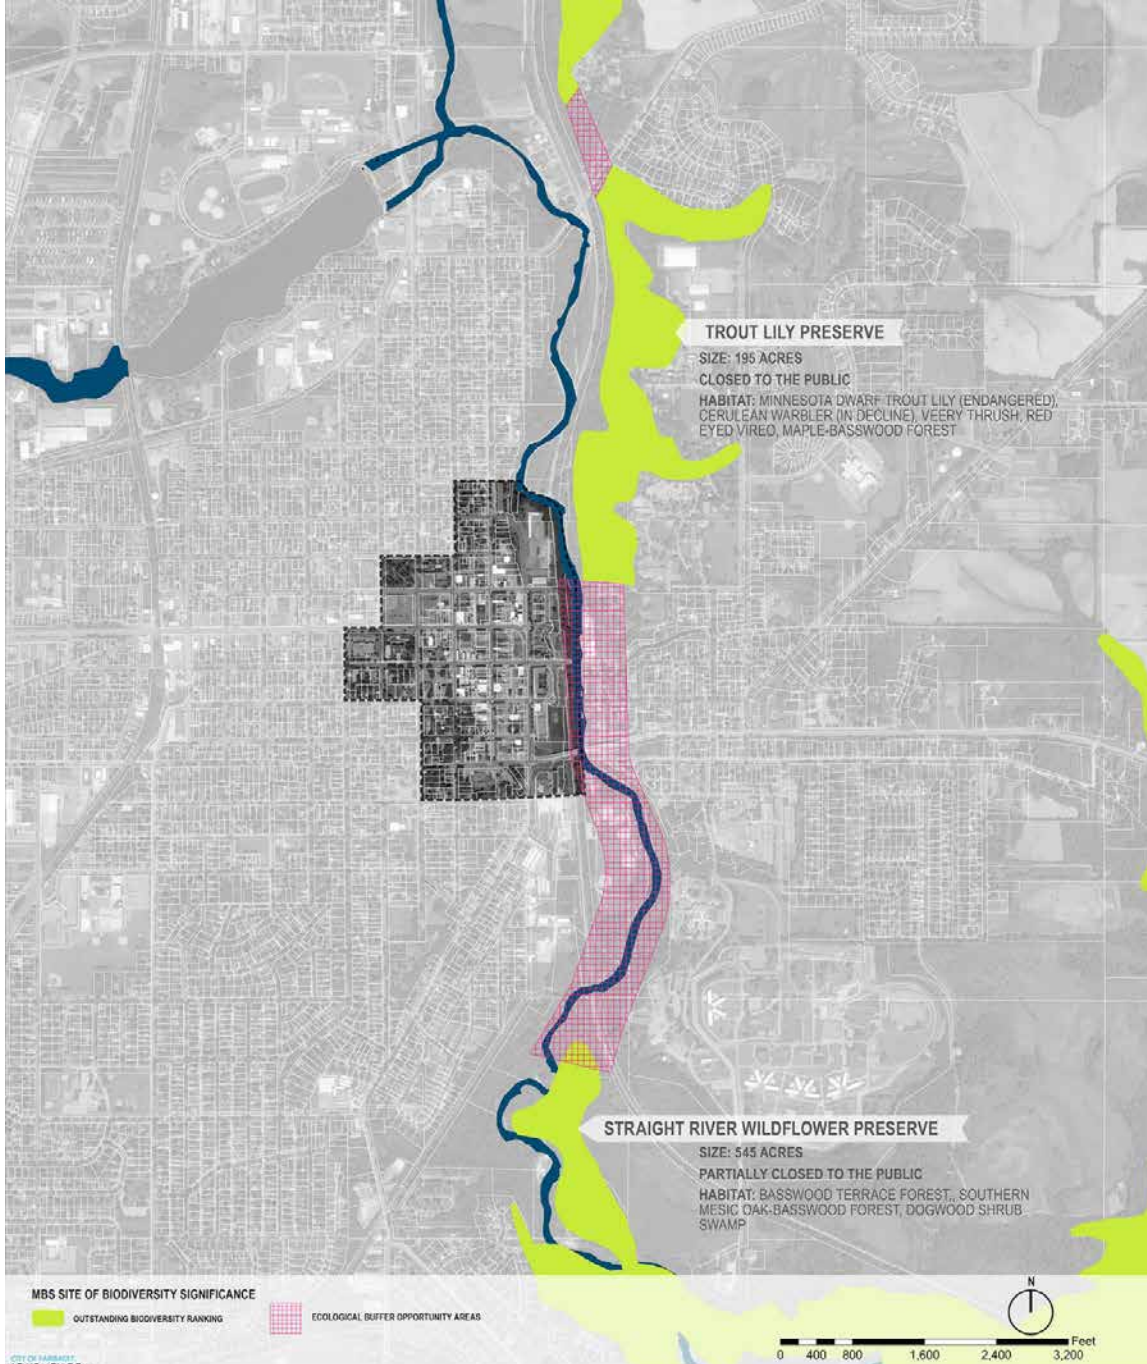 TROUT LILY PRESERVE
SIZE: 195 ACRES
CLOSED TO THE PUBLIC
HABITAT: MINNESOTA DWARF TROUT LILY (ENDANGERED),
CERULEAN WARBLER (IN DECLINE), VEERY THRUSH, RED
EYED VIREO, MAPLE-BASSWOOD FOREST
STRAIGHT RIVER WILDFLOWER PRESERVE
SIZE: 545 ACRES
PARTIALLY CLOSED TO THE PUBLIC
HABITAT: BASSWOOD TERRACE FOREST,, SOUTHERN
MESIC OAK-BASSWOOD FOREST, DOGWOOD SHRUB
SWAMP
MBS SITE OF BIODIVERSITY SIGNIFICANCE
OUTSTANDING BIODIVERSITY RANKING
ECOLOGICAL BUFFER OPPORTUNITY AREAS
N
Feet
0 400 800 1,600 2,400 3,200
CITY OF FARIBAULT